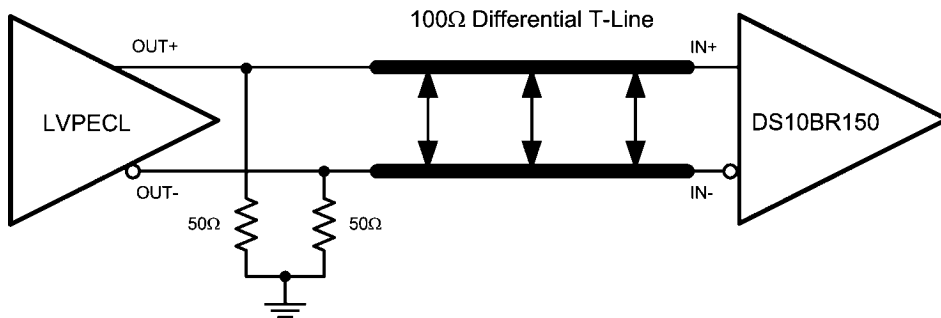 100Ω Differential T-Line
OUT+
IN+
LVPECL
DS10BR150
OUT-
IN-
50Ω
50Ω